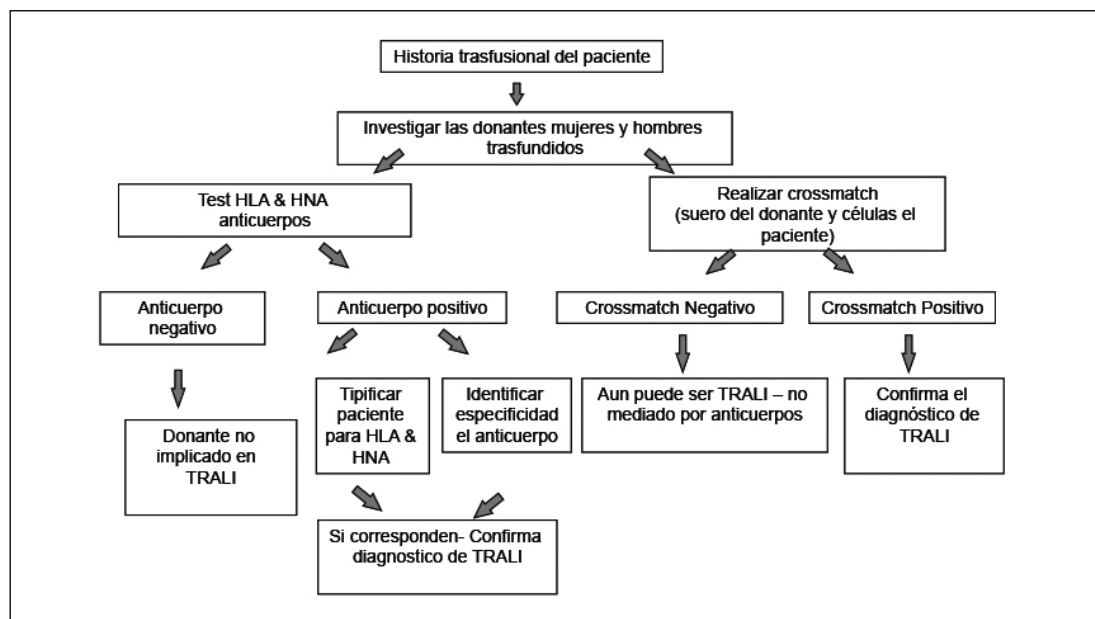 Historia trasfusional del paciente
Investigar las donantes mujeres y hombres
trasfundidos
Test HLA & HNA
anticuerpos
Realizar crossmatch
(suero del donante y células el
paciente)
Anticuerpo
negativo
Anticuerpo positivo
Crossmatch Negativo
Crossmatch Positivo
Tipificar
paciente
para HLA &
HNA
Identificar
especificidad
el anticuerpo
Aun puede ser TRALI – no
mediado por anticuerpos
Confirma el
diagnóstico de
TRALI
Donante no
implicado en
TRALI
Si corresponden- Confirma
diagnostico de TRALI